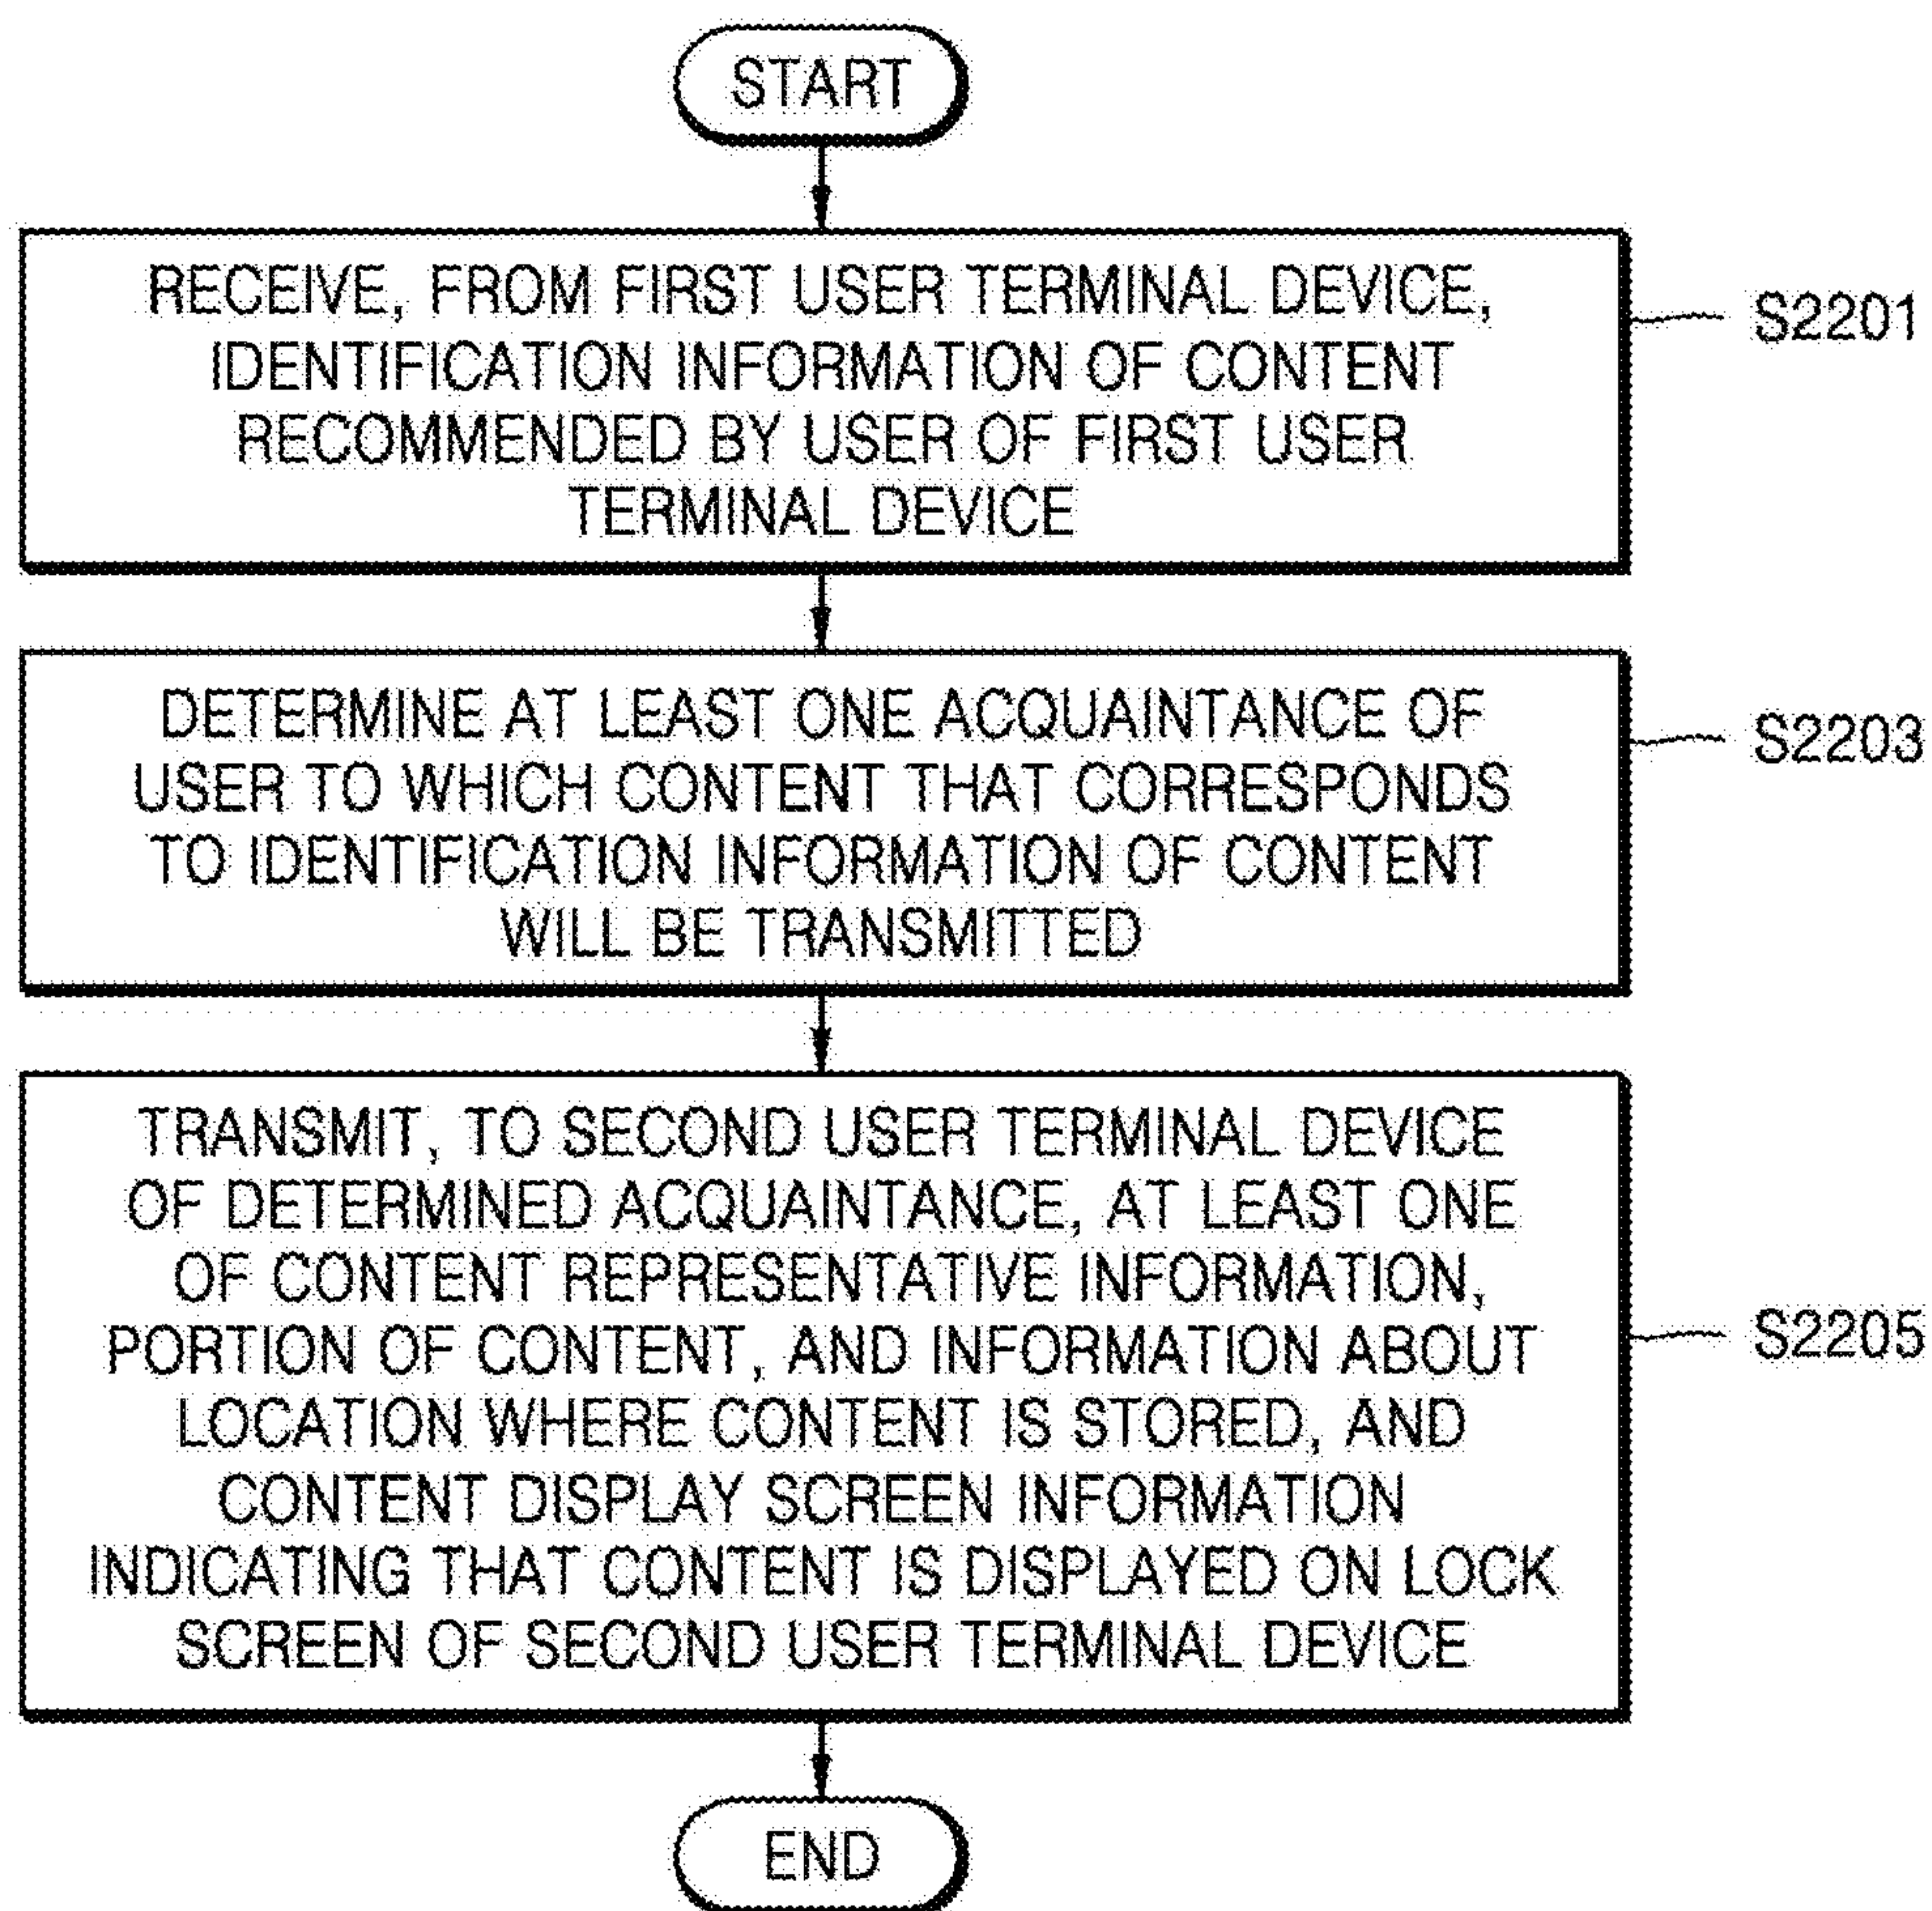 START
RECEIVE, FROM FIRST USER TERMINAL DEVICE,
IDENTIFICATION INFORMATION OF CONTENT
RECOMMENDED BY USER OF FIRST USER
TERMINAL DEVICE
S2201
DETERMINE AT LEAST ONE ACQUAINTANCE OF
USER TO WHICH CONTENT THAT CORRESPONDS
TO IDENTIFICATION INFORMATION OF CONTENT
WILL BE TRANSMITTED
S2203
TRANSMIT, TO SECOND USER TERMINAL DEVICE
OF DETERMINED ACQUAINTANCE, AT LEAST ONE
OF CONTENT REPRESENTATIVE INFORMATION,
PORTION OF CONTENT, AND INFORMATION ABOUT
LOCATION WHERE CONTENT IS STORED, AND
CONTENT DISPLAY SCREEN INFORMATION
INDICATING THAT CONTENT IS DISPLAYED ON LOCK
SCREEN OF SECOND USER TERMINAL DEVICE
S2205
END